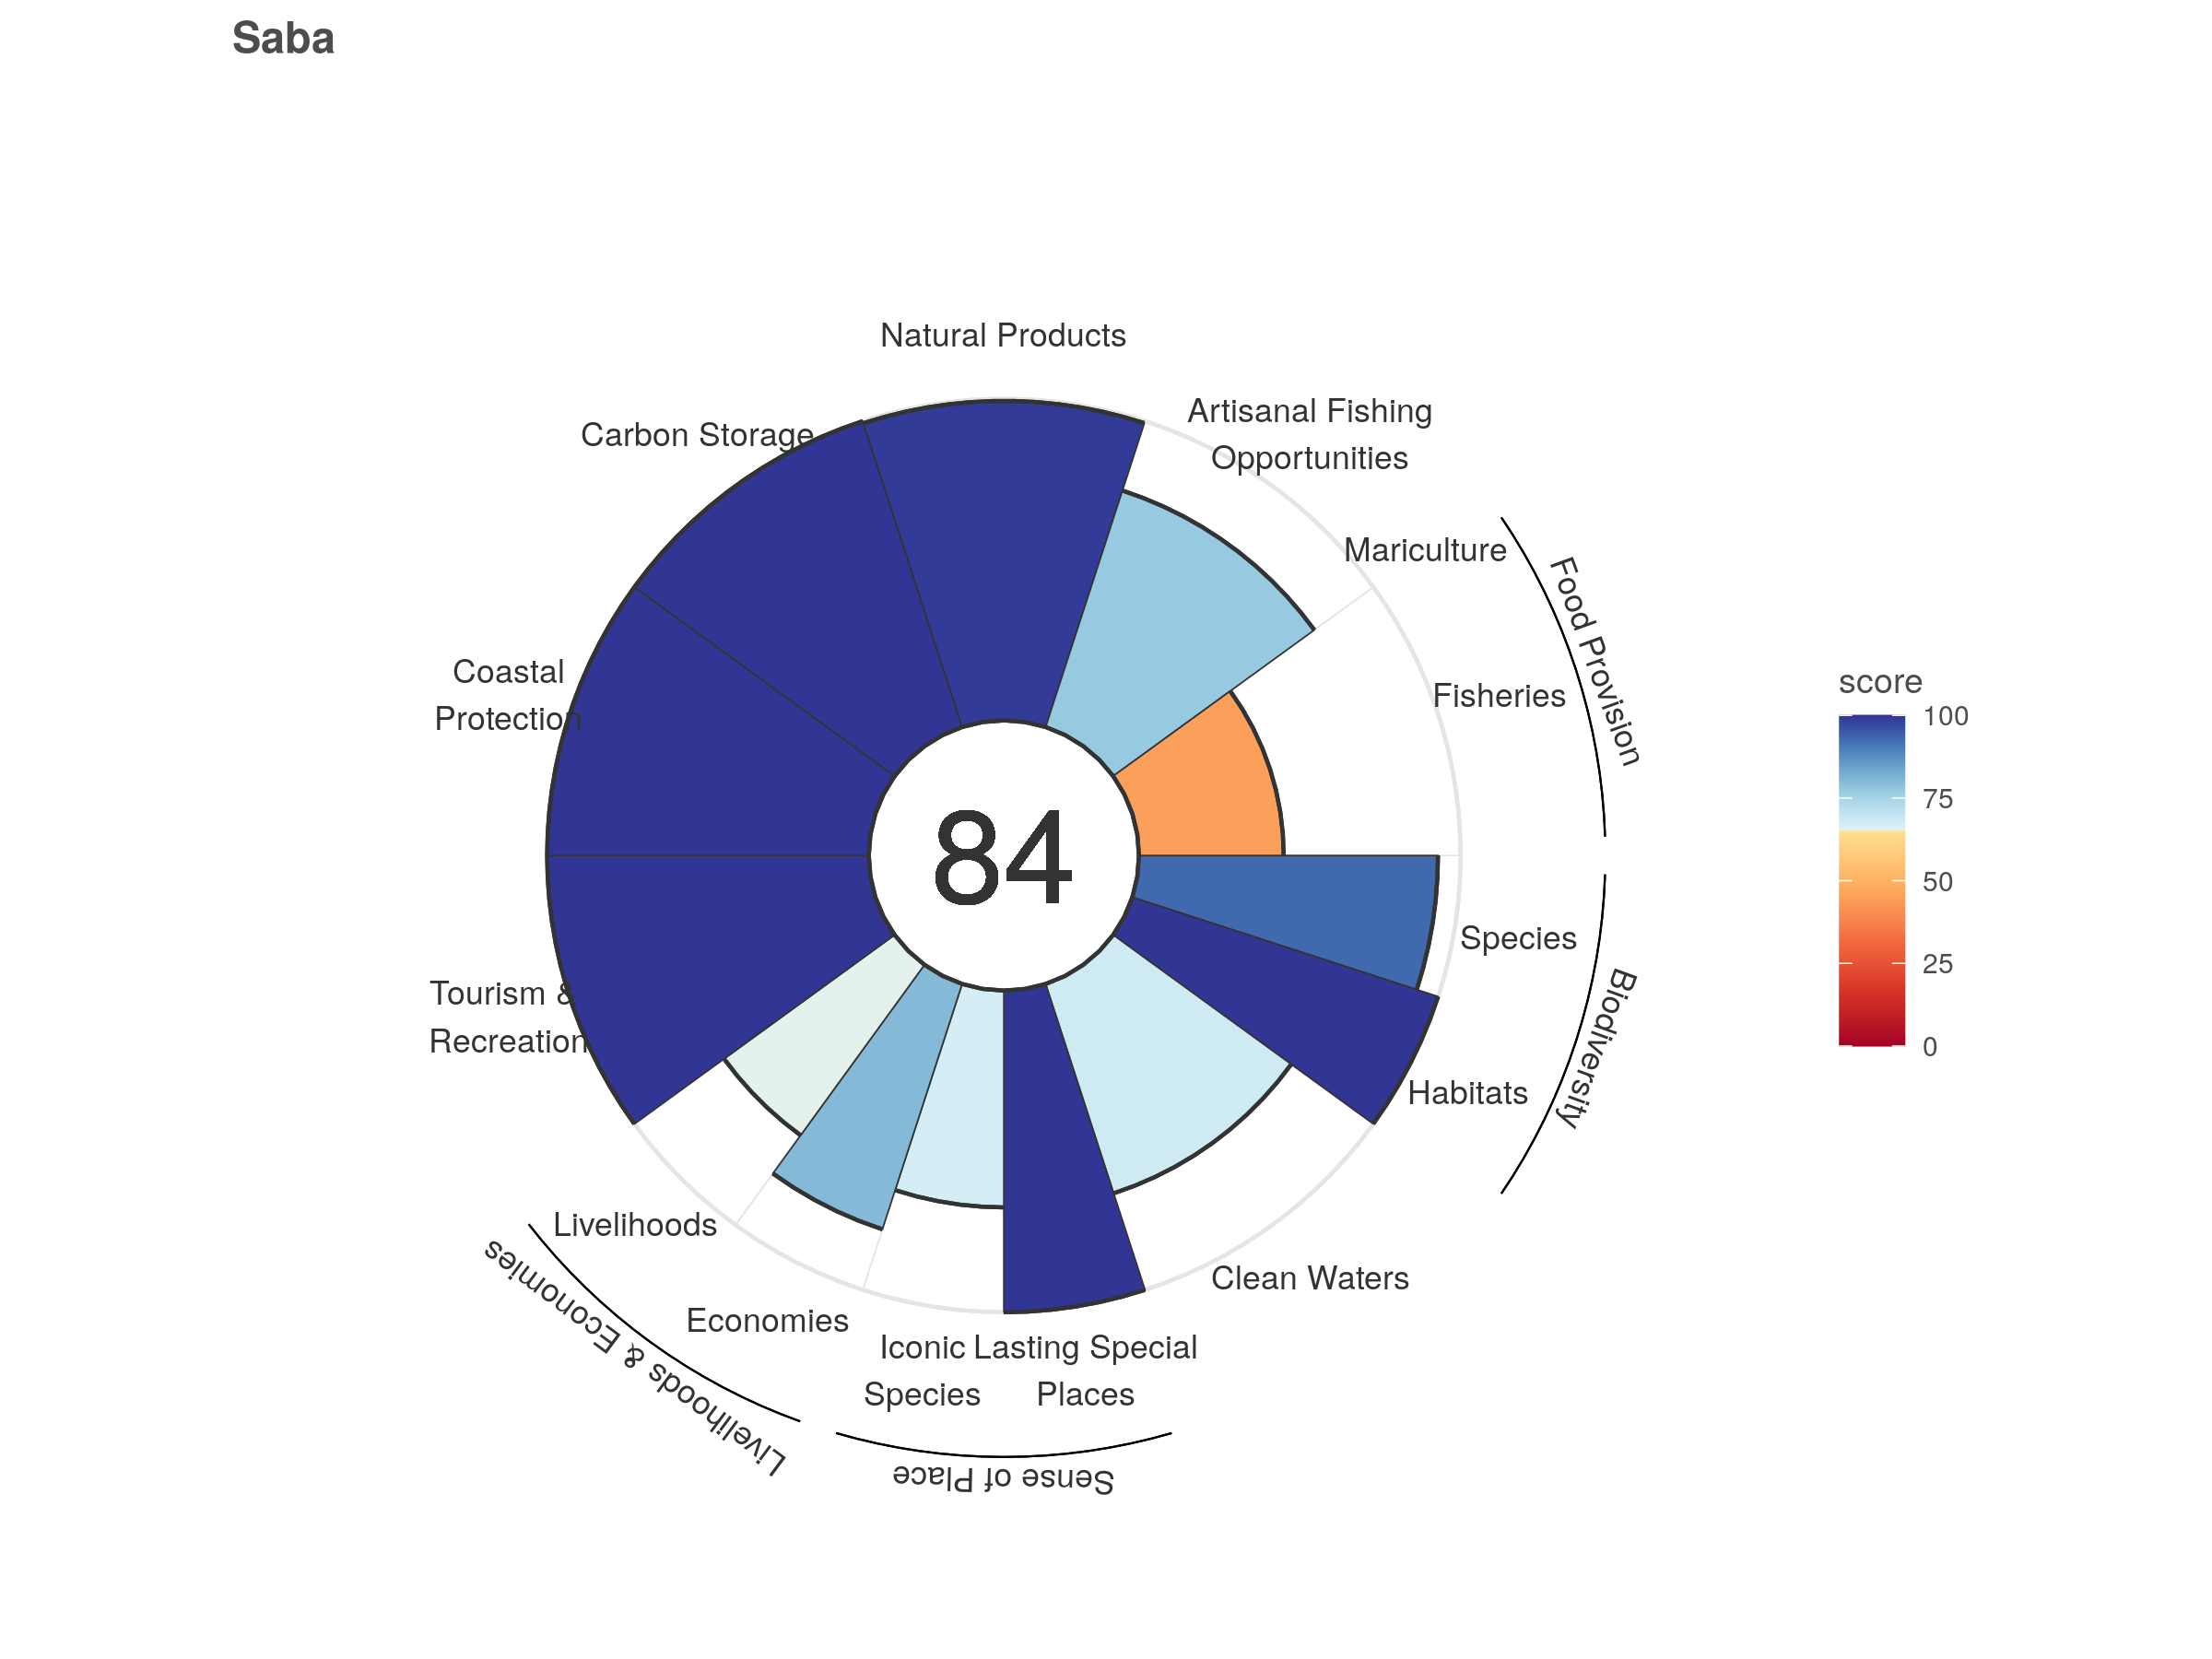 Saba
Natural Products
Artisanal Fishing
Opportunities
Carbon Storage
Mariculture
Food Provision
Fisheries
Coastal
Protection
score
100
75
50
25
0
84
Species
Biodiversity
Tourism &
Recreation
Habitats
Livelihoods
Clean Waters
Economies
Livelihoods & Economies
Iconic
Species
Lasting Special
Places
Sense of Place